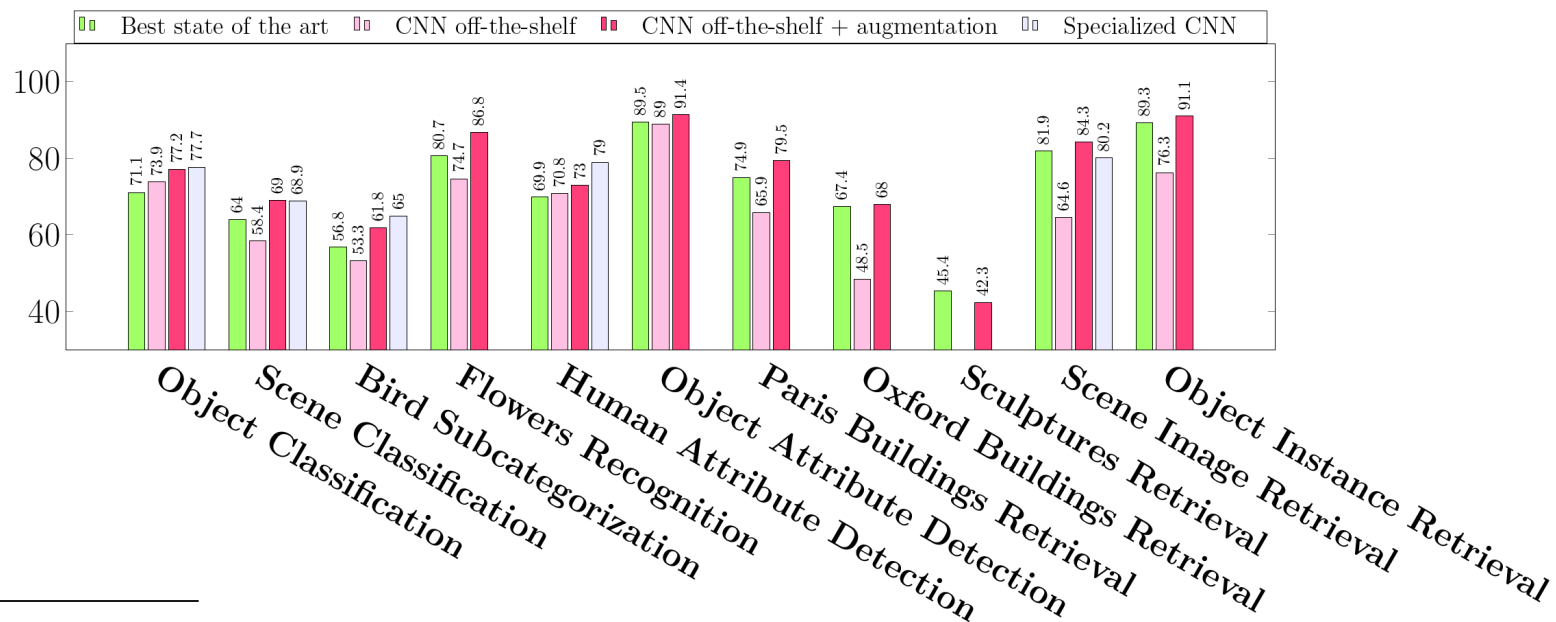 Best state of the art CNN off-the-shelf CNN off-the-shelf + augmentation Specialized CNN
100
80
60
40
71.1 73.9 77.2 77.7
64 58.4 69 68.9
56.8 53.3 61.8 65
80.7 74.7 86.8
69.9 70.8 73 79
89.5 89 91.4
74.9 65.9 79.5
67.4 48.5 68
45.4 42.3
81.9 64.6 84.3 80.2
89.3 76.3 91.1
Object Classification
Scene Classification
Bird Subcategorization
Flowers Recognition
Human Attribute Detection
Object Attribute Detection
Paris Buildings Retrieval
Oxford Buildings Retrieval
Sculptures Retrieval
Scene Image Retrieval
Object Instance Retrieval